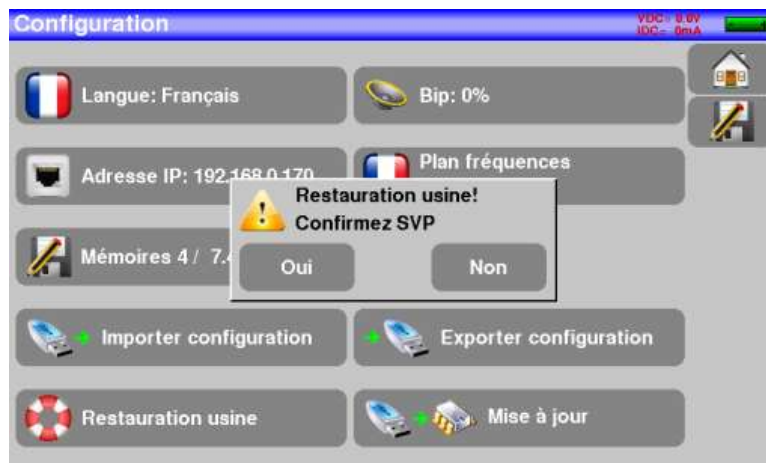 Configuration
VDC= 0.0V
IDC= 0mA
Langue: Français
Bip: 0%
Adresse IP: 192.168.0.170
Plan fréquences
Restauration usine!
Confirmez SVP
Mémoires 4 / 7.
Oui
Non
Importer configuration
Exporter configuration
Restauration usine
Mise à jour